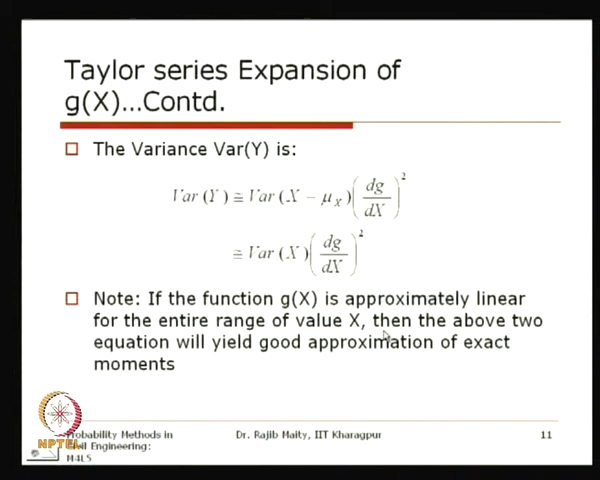 Taylor series Expansion of
g(X)...Contd.
The Variance Var(Y) is:
Var (Y) ≅ Var (X − μ_X) (dg/dX)^2
≅ Var (X) (dg/dX)^2
Note: If the function g(X) is approximately linear
for the entire range of value X, then the above two
equation will yield good approximation of exact
moments
Probability Methods in
Civil Engineering:
M4L5
Dr. Rajib Maity, IIT Kharagpur
11
NPTEL